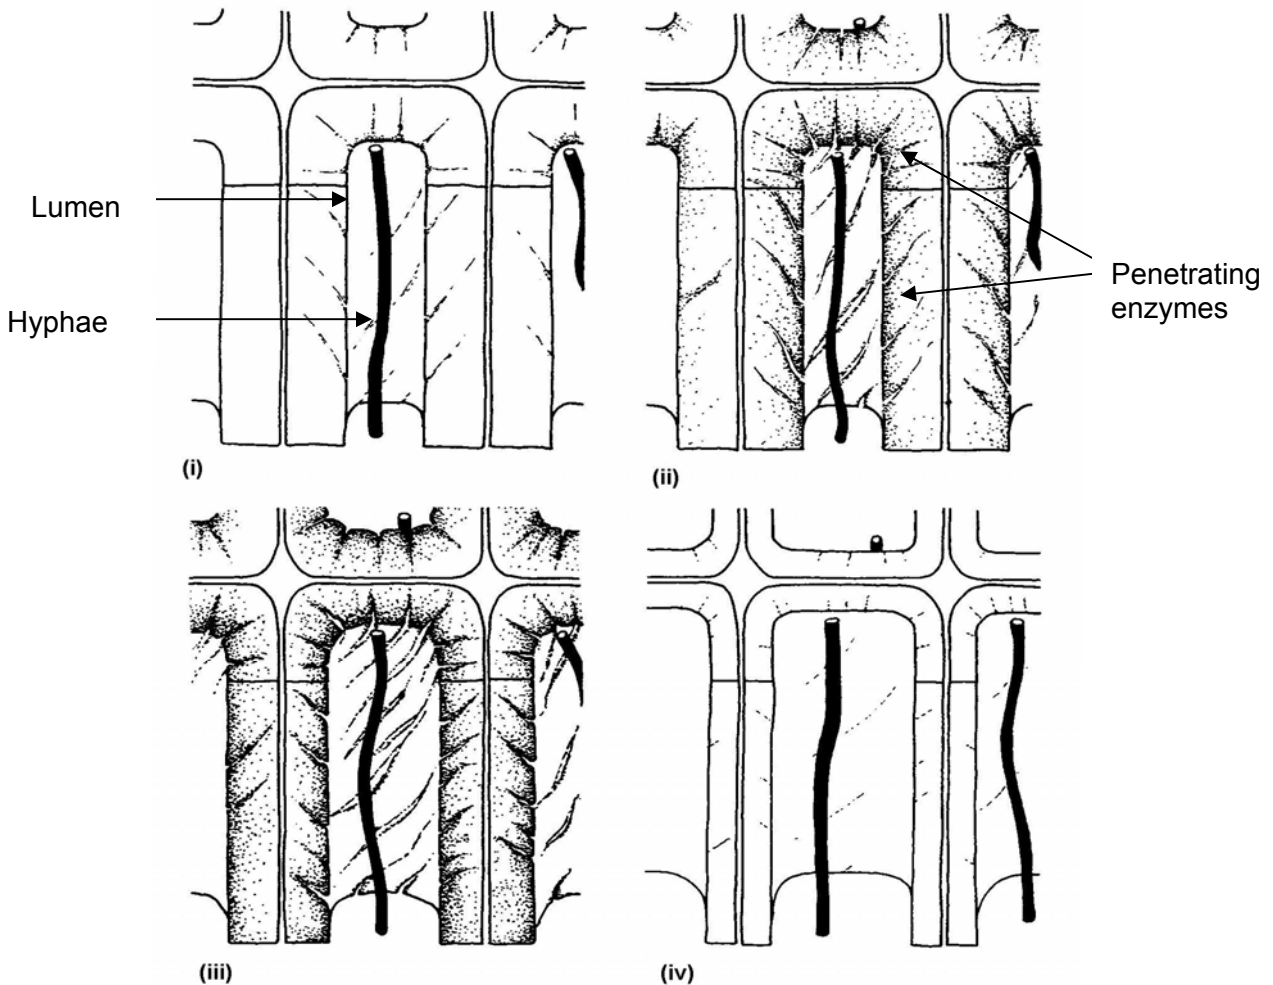 Lumen
Hyphae
Penetrating
enzymes
(i)
(ii)
(iii)
(iv)